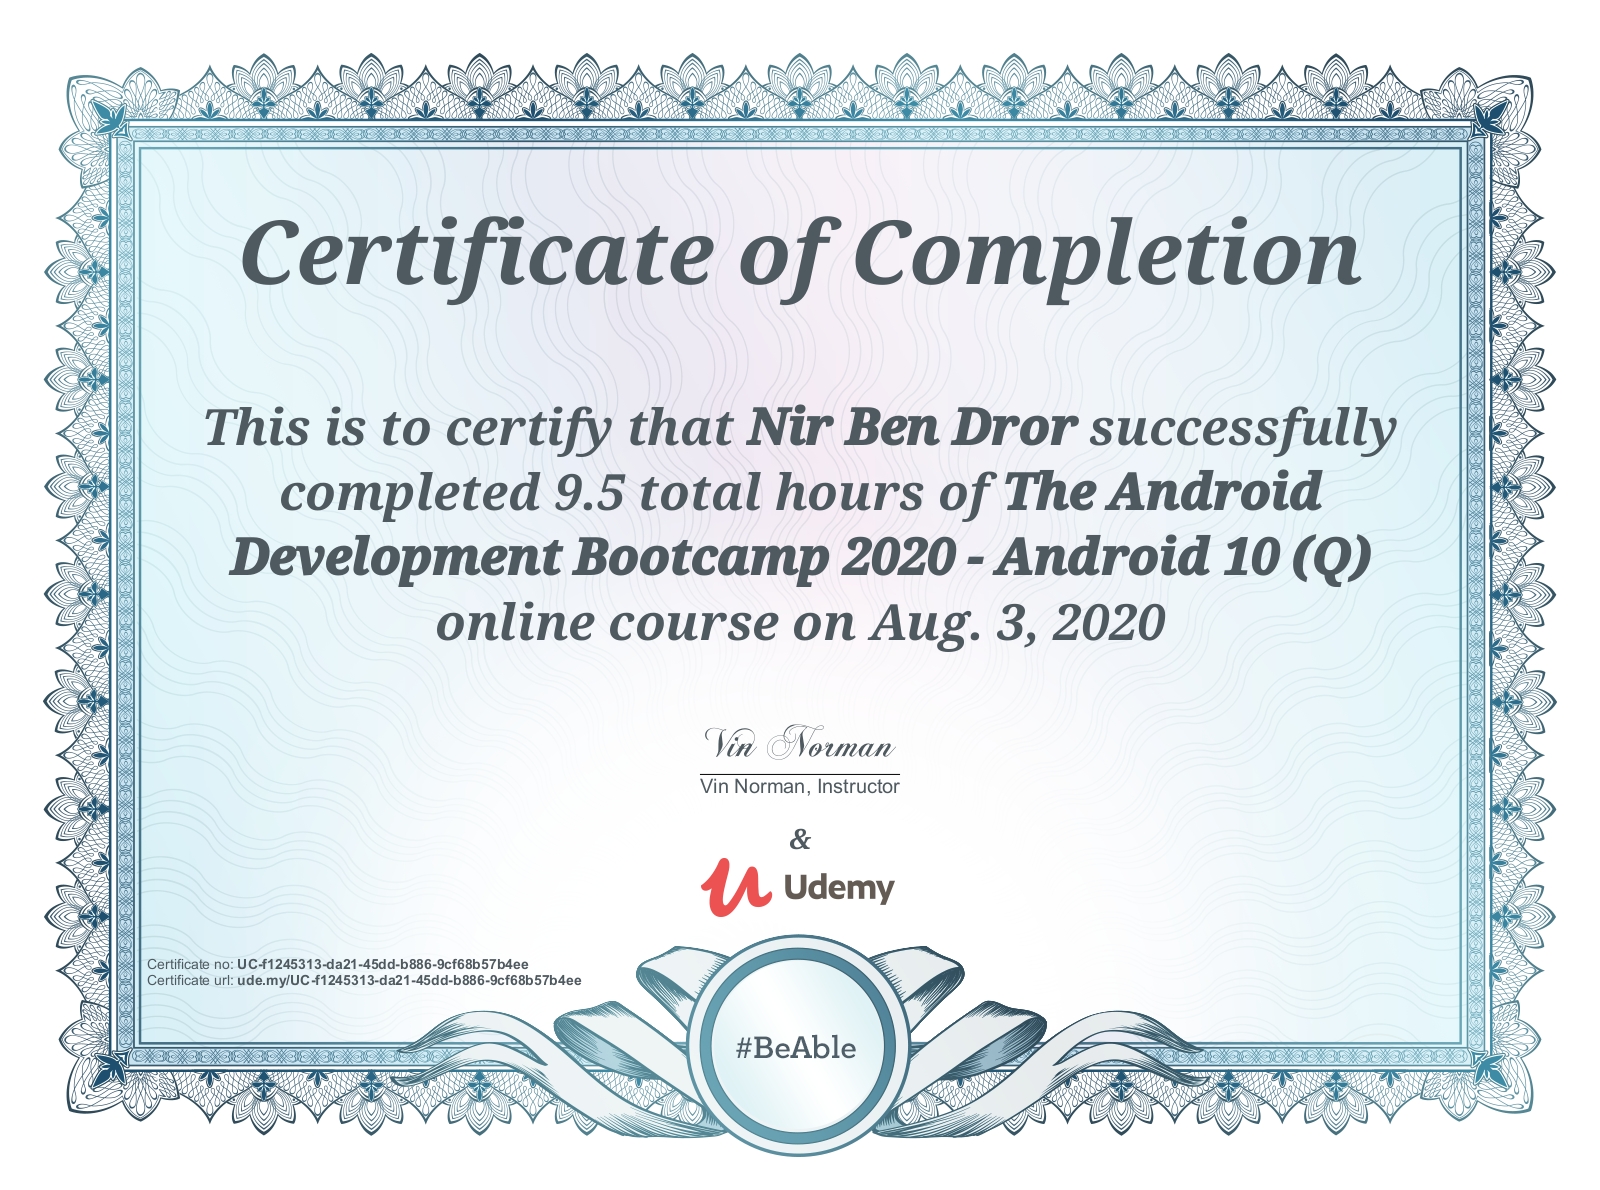 Certificate of Completion
This is to certify that Nir Ben Dror successfully
completed 9.5 total hours of The Android
Development Bootcamp 2020 - Android 10 (Q)
online course on Aug. 3, 2020
Vin Norman
Vin Norman, Instructor
&
Udemy
Certificate no: UC-f1245313-da21-45dd-b886-9cf68b57b4ee
Certificate url: ude.my/UC-f1245313-da21-45dd-b886-9cf68b57b4ee
#BeAble